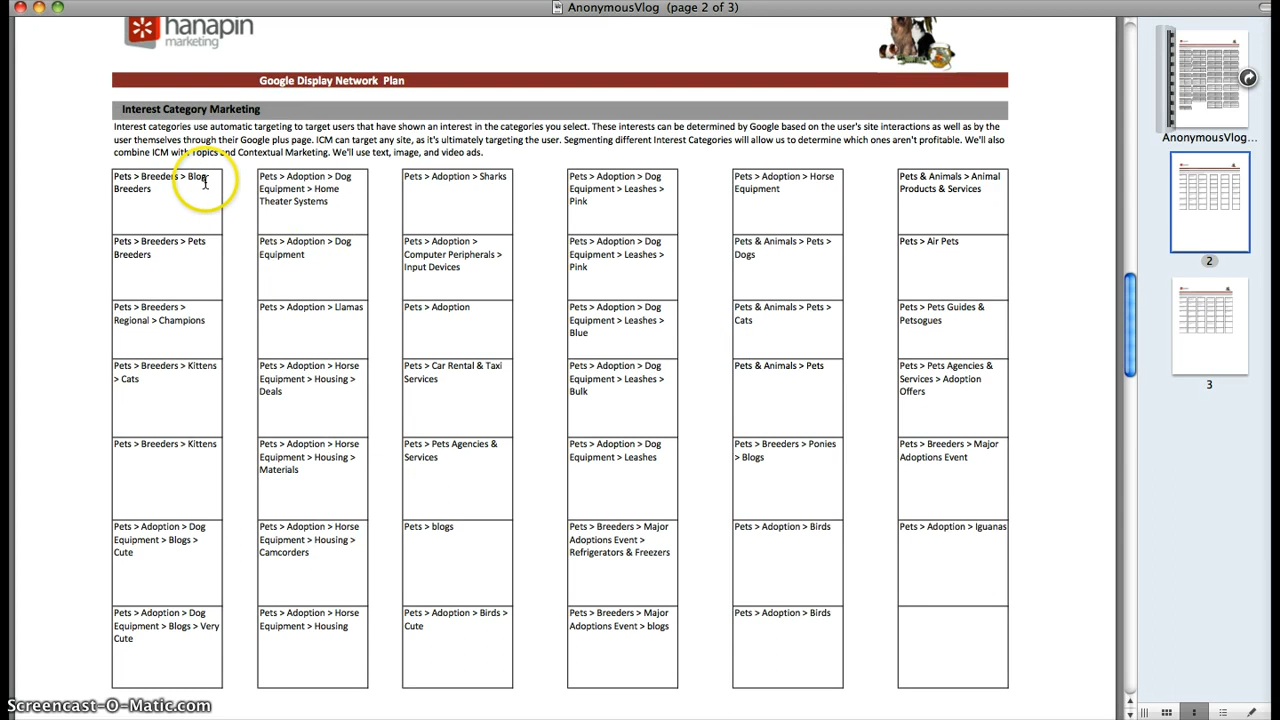 AnonymousVlog (page 2 of 3)
hanapin
marketing
Google Display Network Plan
Interest Category Marketing
Interest categories use automatic targeting to target users that have shown an interest in the categories you select. These interests can be determined by Google based on the user's site interactions as well as by the
user themselves through their Google plus page. ICM can target any site, as it's ultimately targeting the user. Segmenting different Interest Categories will allow us to determine which ones aren't profitable. We'll also
combine ICM with Topics and Contextual Marketing. We'll use text, image, and video ads.
Pets > Breeders > Blog
Breeders
Pets > Adoption > Dog
Equipment > Home
Theater Systems
Pets > Adoption > Sharks
Pets > Adoption > Dog
Equipment > Leashes >
Pink
Pets > Adoption > Horse
Equipment
Pets & Animals > Animal
Products & Services
Pets > Breeders > Pets
Breeders
Pets > Adoption > Dog
Equipment
Pets > Adoption >
Computer Peripherals >
Input Devices
Pets > Adoption > Dog
Equipment > Leashes >
Pink
Pets & Animals > Pets >
Dogs
Pets > Air Pets
Pets > Breeders >
Regional > Champions
Pets > Adoption > Llamas
Pets > Adoption
Pets > Adoption > Dog
Equipment > Leashes >
Blue
Pets & Animals > Pets >
Cats
Pets > Pets Guides &
Petsogues
Pets > Breeders > Kittens
> Cats
Pets > Adoption > Horse
Equipment > Housing >
Deals
Pets > Car Rental & Taxi
Services
Pets > Adoption > Dog
Equipment > Leashes >
Bulk
Pets & Animals > Pets
Pets > Pets Agencies &
Services > Adoption
Offers
Pets > Breeders > Kittens
Pets > Adoption > Horse
Equipment > Housing >
Materials
Pets > Pets Agencies &
Services
Pets > Adoption > Dog
Equipment > Leashes
Pets > Breeders > Ponies
> Blogs
Pets > Breeders > Major
Adoptions Event
Pets > Adoption > Dog
Equipment > Blogs >
Cute
Pets > Adoption > Horse
Equipment > Housing >
Camcorders
Pets > blogs
Pets > Breeders > Major
Adoptions Event >
Refrigerators & Freezers
Pets > Adoption > Birds
Pets > Adoption > Iguanas
Pets > Adoption > Dog
Equipment > Blogs > Very
Cute
Pets > Adoption > Horse
Equipment > Housing
Pets > Adoption > Birds >
Cute
Pets > Breeders > Major
Adoptions Event > blogs
Pets > Adoption > Birds
AnonymousVlog...
2
3
Screencast-O-Matic.com